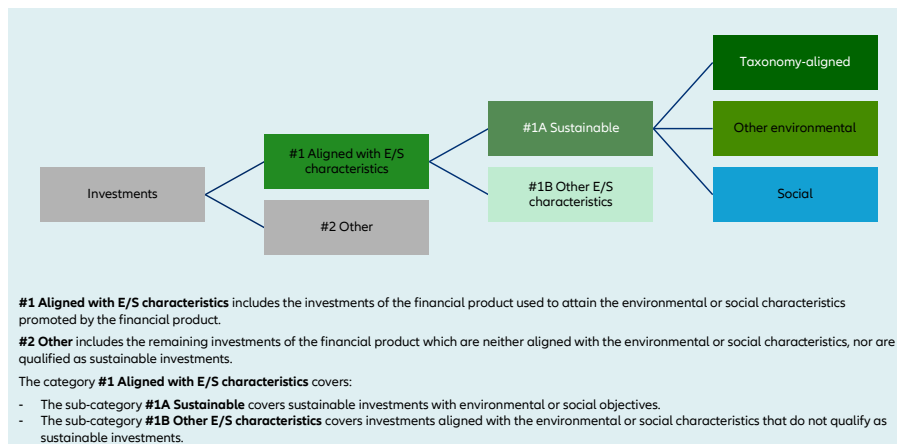 Taxonomy-aligned
#1A Sustainable
Other environmental
#1 Aligned with E/S
characteristics
Investments
#1B Other E/S
characteristics
Social
#2 Other
#1 Aligned with E/S characteristics includes the investments of the financial product used to attain the environmental or social characteristics
promoted by the financial product.
#2 Other includes the remaining investments of the financial product which are neither aligned with the environmental or social characteristics, nor are
qualified as sustainable investments.
The category #1 Aligned with E/S characteristics covers:
- The sub-category #1A Sustainable covers sustainable investments with environmental or social objectives.
- The sub-category #1B Other E/S characteristics covers investments aligned with the environmental or social characteristics that do not qualify as
sustainable investments.